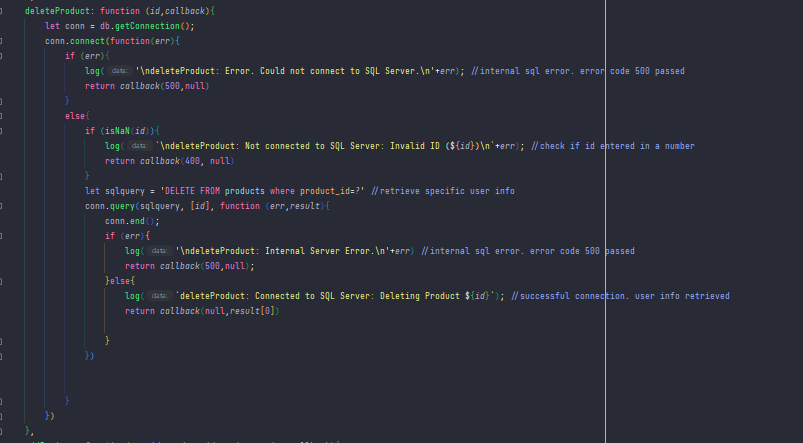 deleteProduct: function (id,callback){
let conn = db.getConnection();
conn.connect(function(err){
if (err){
log( data: '\ndeleteProduct: Error. Could not connect to SQL Server.\n'+err); //internal sql error. error code 500 passed
return callback(500,null)
}
else{
if (isNaN(id)){
log( data: `\ndeleteProduct: Not connected to SQL Server: Invalid ID (${id})\n`+err); //check if id entered in a number
return callback(400, null)
}
let sqlquery = 'DELETE FROM products where product_id=?' //retrieve specific user info
conn.query(sqlquery, [id], function (err,result){
conn.end();
if (err){
log( data: '\ndeleteProduct: Internal Server Error.\n'+err) //internal sql error. error code 500 passed
return callback(500,null);
}else{
log( data: `deleteProduct: Connected to SQL Server: Deleting Product ${id}`); //successful connection. user info retrieved
return callback(null,result[0])
}
})
}
})
},